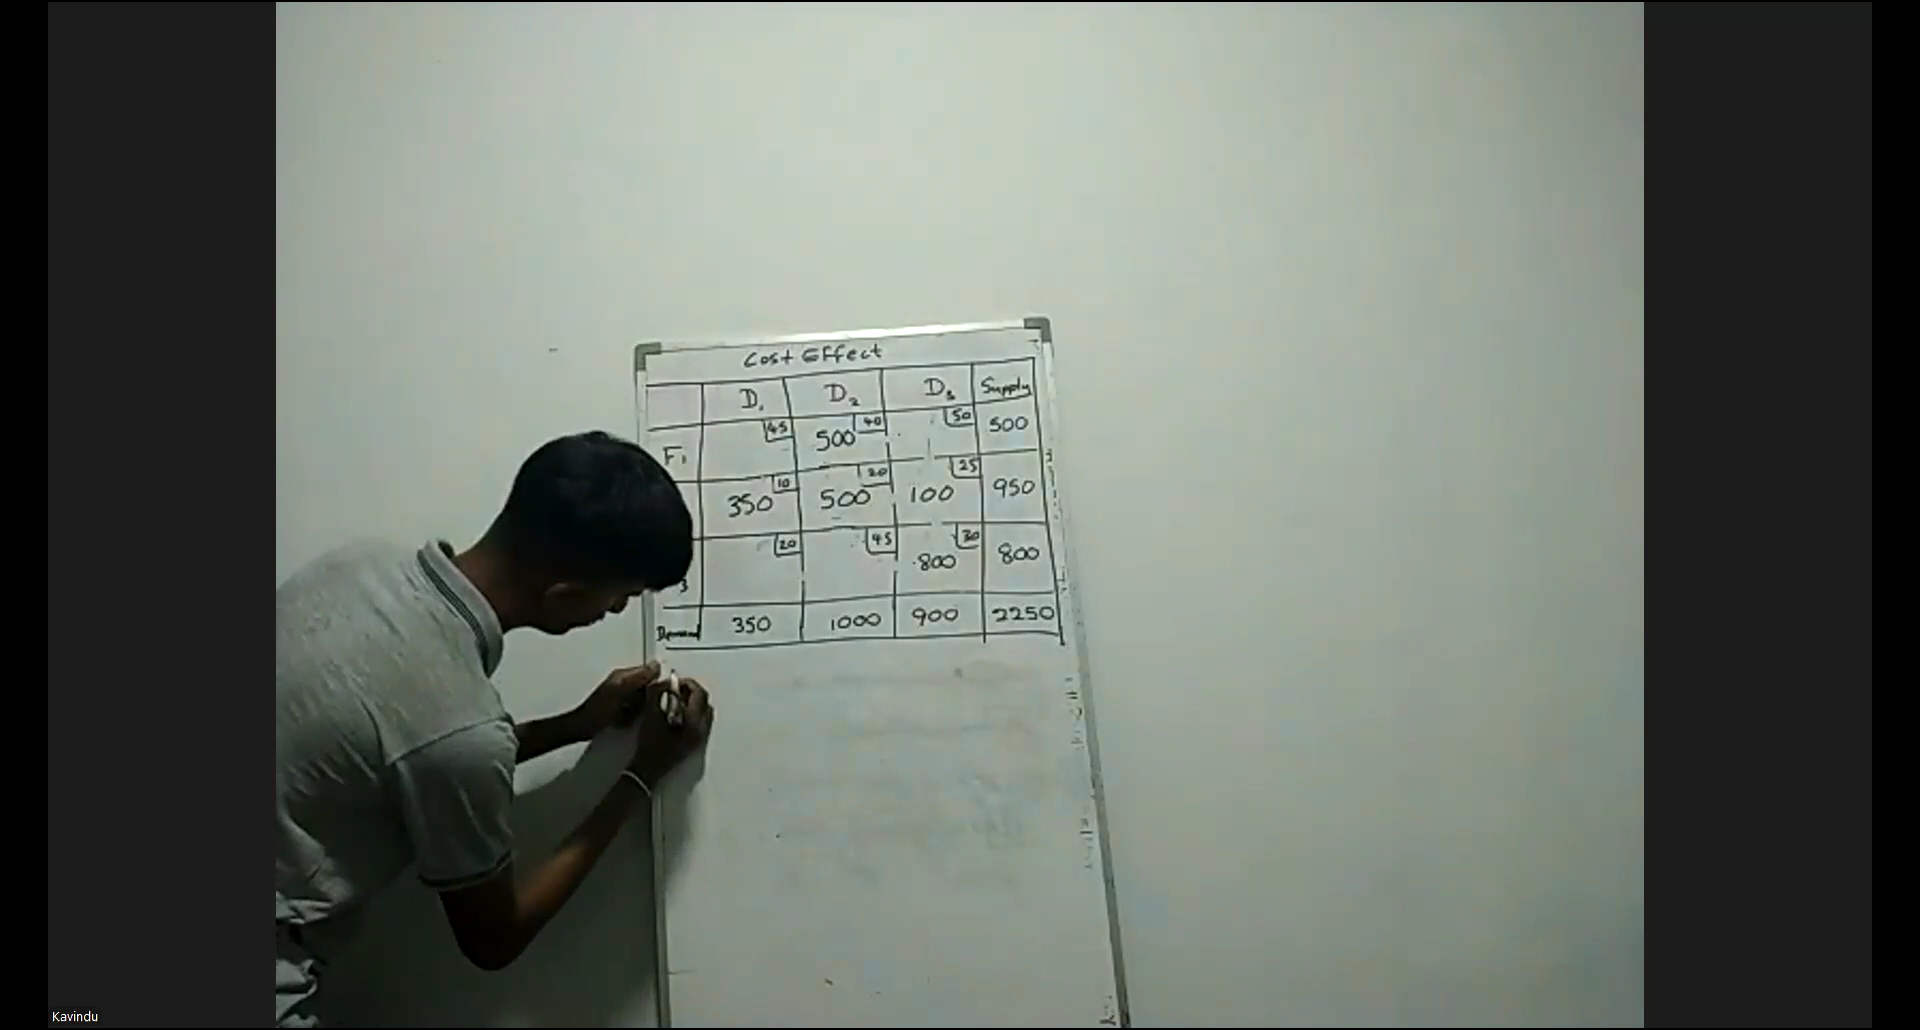 Cost Effect
D1 D2 D3 Supply
F1 45 500 40 50 500
350 10 500 20 100 25 950
3 20 45 800 30 800
Demand 350 1000 900 2250
Kavindu